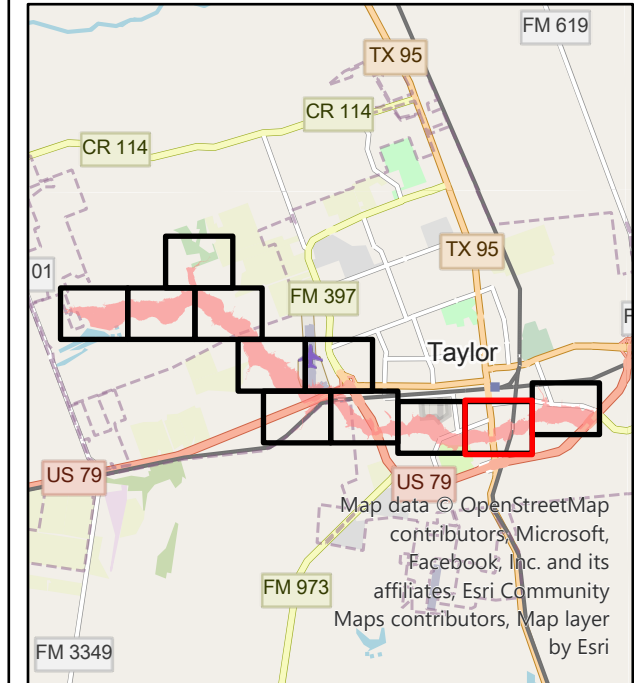 FM 619
TX 95
CR 114
CR 114
TX 95
01
FM 397
F
Taylor
US 79
US 79
Map data © OpenStreetMap
contributors, Microsoft,
Facebook, Inc. and its
affiliates, Esri Community
Maps contributors, Map layer
by Esri
FM 973
FM 3349